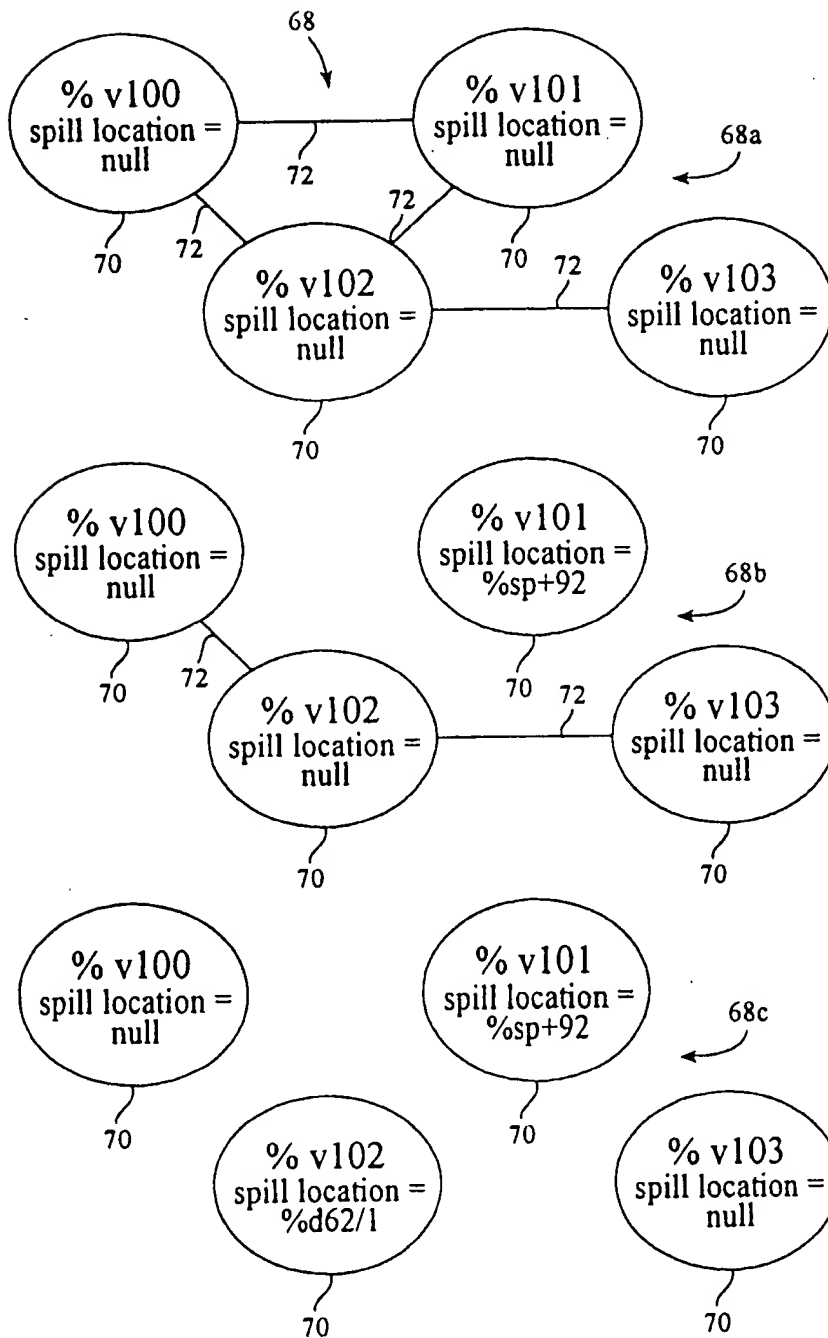 68
% v100
spill location =
null
% v101
spill location =
null
72
68a
72
72
70
70
% v102
spill location =
null
72
% v103
spill location =
null
70
70
% v100
spill location =
null
% v101
spill location =
%sp+92
68b
70
72
70
% v102
spill location =
null
72
% v103
spill location =
null
70
70
% v100
spill location =
null
% v101
spill location =
%sp+92
68c
70
70
% v102
spill location =
%d62/1
% v103
spill location =
null
70
70